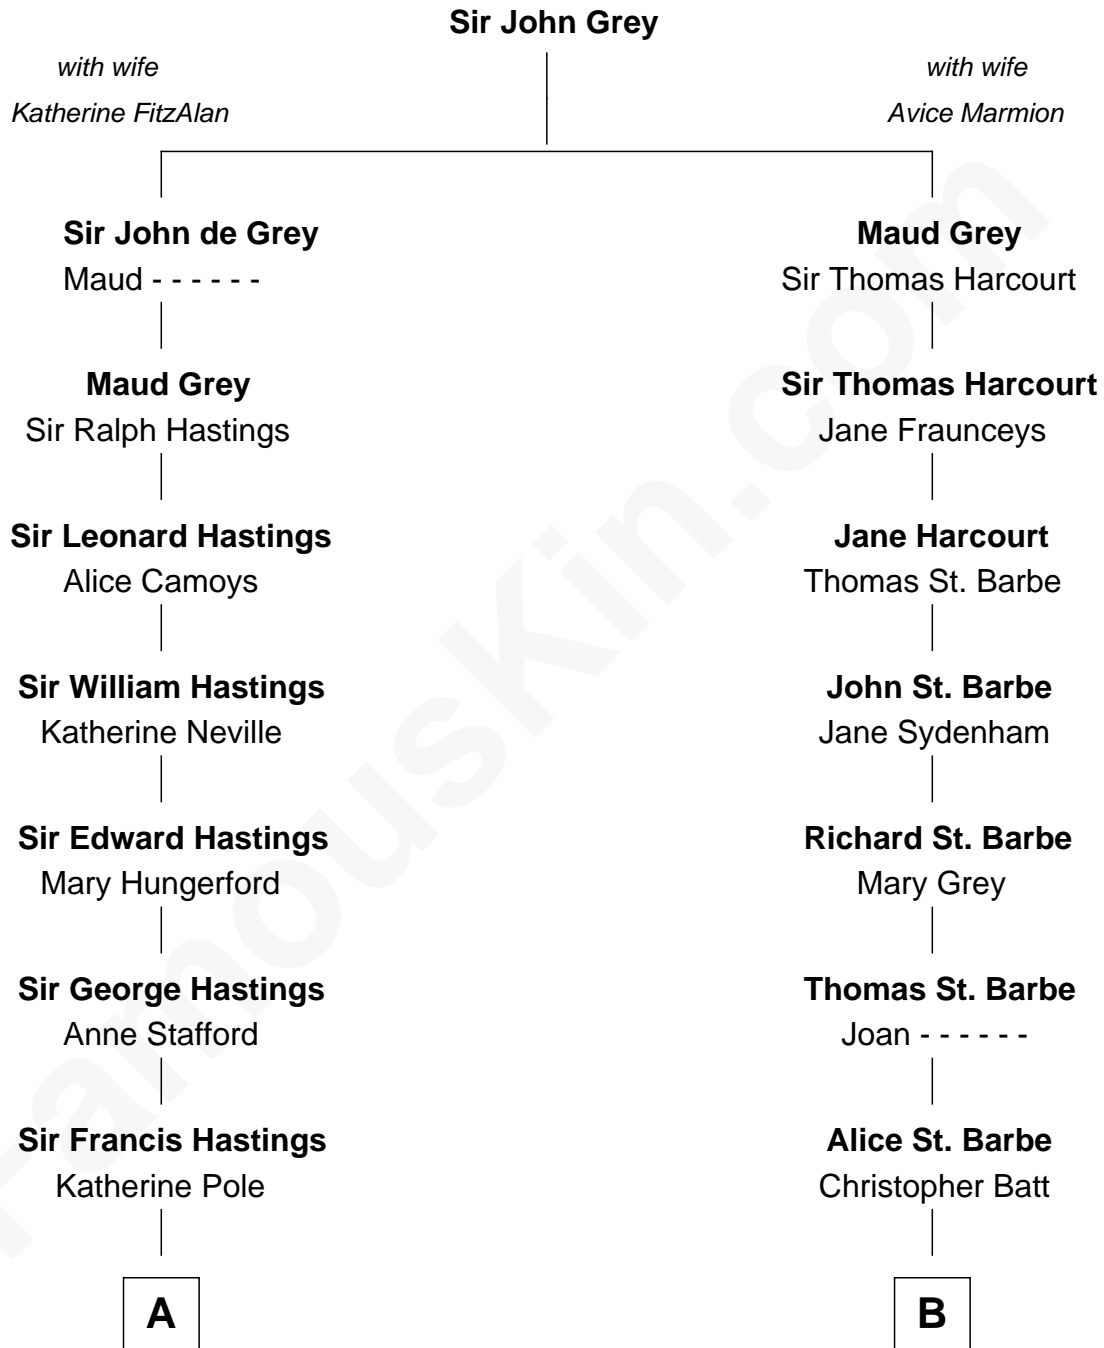 Sir John Grey
with wife
Katherine FitzAlan
with wife
Avice Marmion
Sir John de Grey
Maud - - - - - -
Maud Grey
Sir Thomas Harcourt
Maud Grey
Sir Ralph Hastings
Sir Thomas Harcourt
Jane Fraunceys
Sir Leonard Hastings
Alice Camoys
Jane Harcourt
Thomas St. Barbe
Sir William Hastings
Katherine Neville
John St. Barbe
Jane Sydenham
Sir Edward Hastings
Mary Hungerford
Richard St. Barbe
Mary Grey
Sir George Hastings
Anne Stafford
Thomas St. Barbe
Joan - - - - - -
Sir Francis Hastings
Katherine Pole
Alice St. Barbe
Christopher Batt
A
B
FamousKin.com